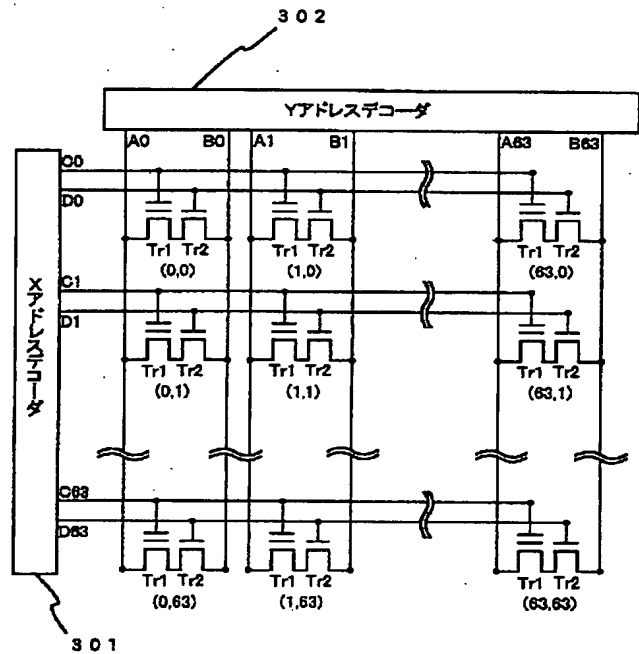 302
Yアドレスデコーダ
A0 B0 A1 B1 A63 B63
C0
D0
Tr1 Tr2 Tr1 Tr2 Tr1 Tr2
(0,0) (1,0) (63,0)
C1
D1
Tr1 Tr2 Tr1 Tr2 Tr1 Tr2
(0,1) (1,1) (63,1)
Xアドレスデコーダ
C63
D63
Tr1 Tr2 Tr1 Tr2 Tr1 Tr2
(0,63) (1,63) (63,63)
301